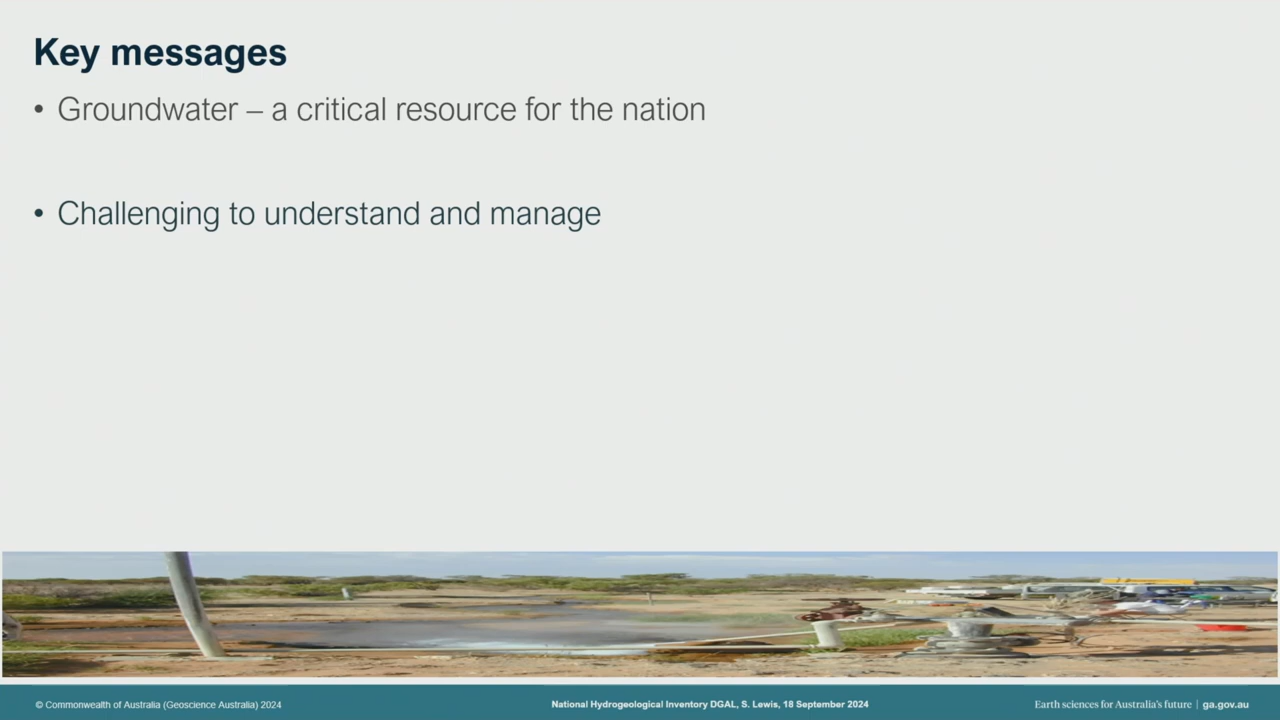 Key messages
• Groundwater – a critical resource for the nation
• Challenging to understand and manage
© Commonwealth of Australia (Geoscience Australia) 2024
National Hydrogeological Inventory DGAL, S. Lewis, 18 September 2024
Earth sciences for Australia's future | ga.gov.au